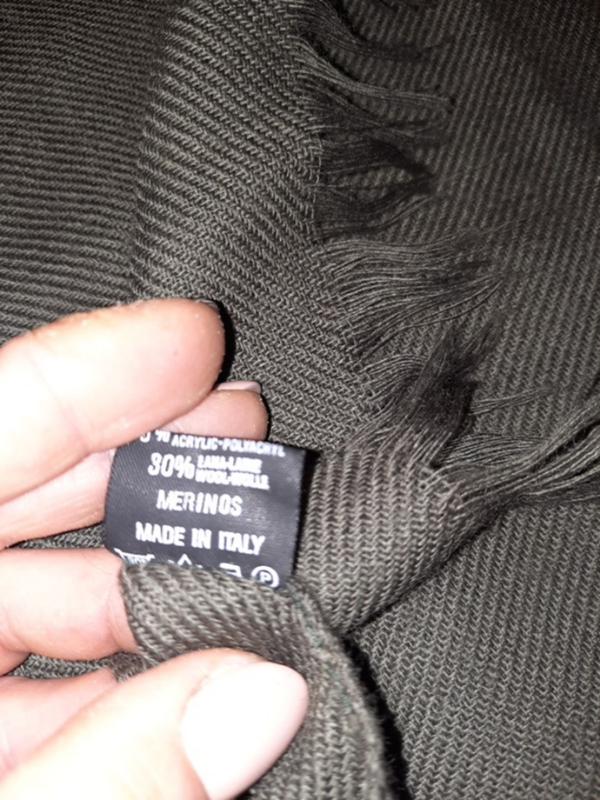 % ACRYLIC-POLYACRYL
30% LANA-LAINE
WOOL-WOLLE
MERINOS
MADE IN ITALY
P